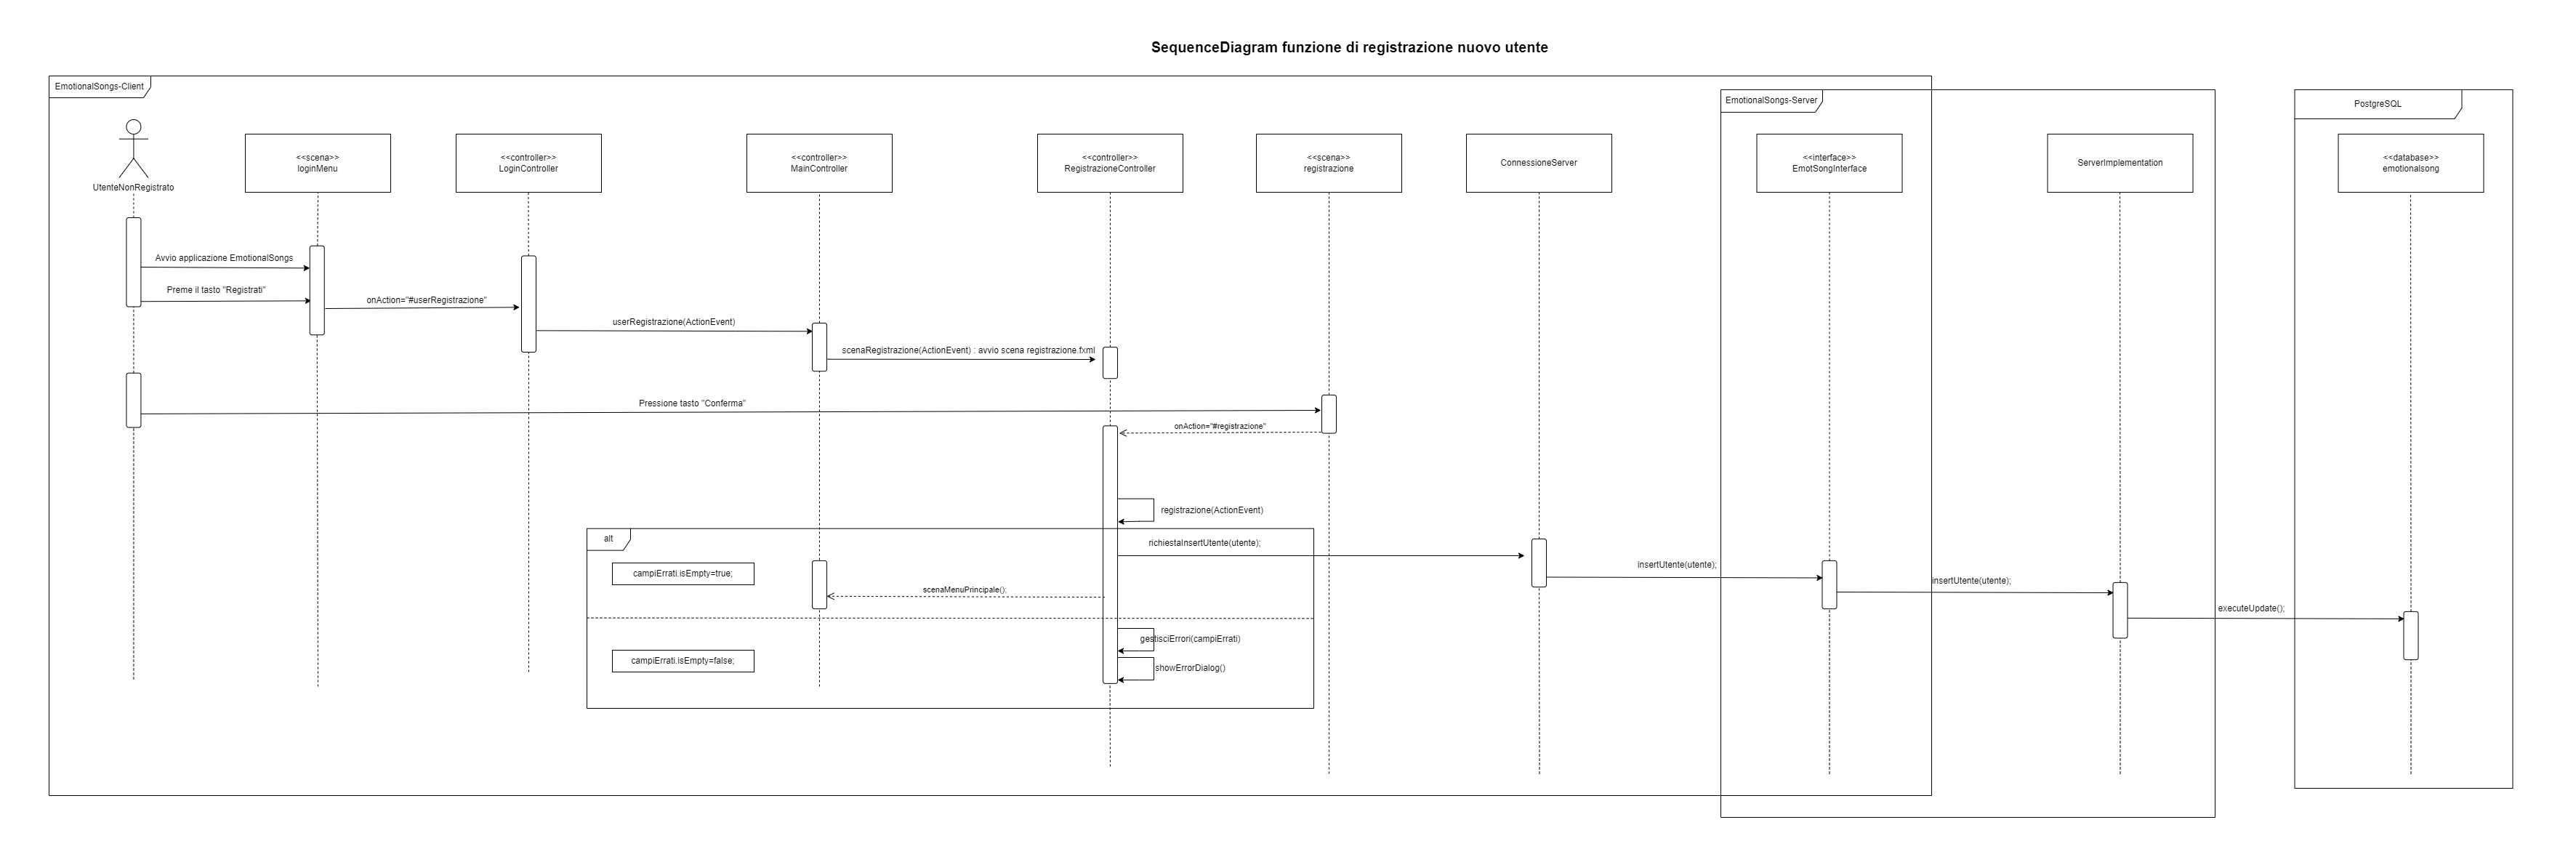 SequenceDiagram funzione di registrazione nuovo utente
EmotionalSongs-Client
EmotionalSongs-Server
PostgreSQL
UtenteNonRegistrato
<<scena>>
loginMenu
<<controller>>
LoginController
<<controller>>
MainController
<<controller>>
RegistrazioneController
<<scena>>
registrazione
ConnessioneServer
<<interface>>
EmotSongInterface
ServerImplementation
<<database>>
emotionalsong
Avvio applicazione EmotionalSongs
Preme il tasto "Registrati"
onAction="#userRegistrazione"
userRegistrazione(ActionEvent)
scenaRegistrazione(ActionEvent) : avvio scena registrazione.fxml
Pressione tasto "Conferma"
onAction="#registrazione"
registrazione(ActionEvent)
alt
richiestaInsertUtente(utente);
insertUtente(utente);
campiErrati.isEmpty=true;
insertUtente(utente);
scenaMenuPrincipale();
executeUpdate();
gestisciErrori(campiErrati)
campiErrati.isEmpty=false;
showErrorDialog()